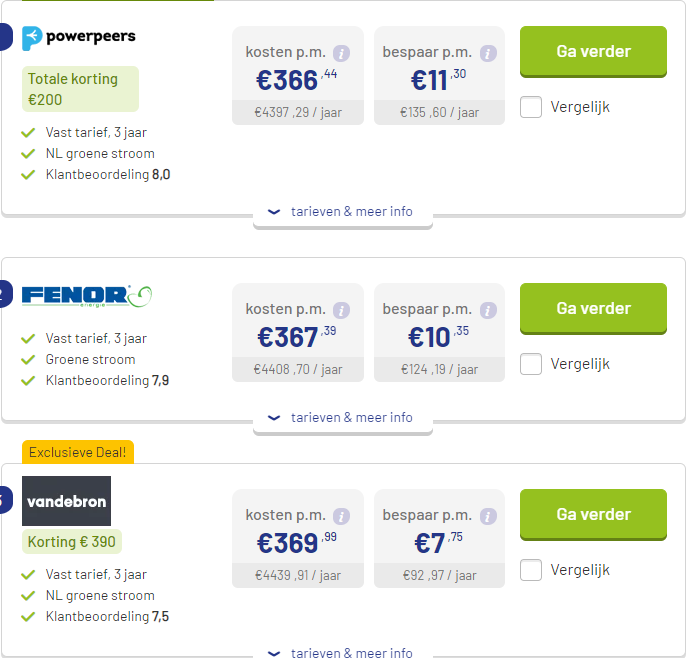 powerpeers
Totale korting
€200
Vast tarief, 3 jaar
NL groene stroom
Klantbeoordeling 8,0
kosten p.m. i
€366,44
€4397 ,29 / jaar
bespaar p.m. i
€11,30
€135 ,60 / jaar
Ga verder
Vergelijk
tarieven & meer info
FENOR
energie
Vast tarief, 3 jaar
Groene stroom
Klantbeoordeling 7,9
kosten p.m. i
€367,39
€4408 ,70 / jaar
bespaar p.m. i
€10,35
€124 ,19 / jaar
Ga verder
Vergelijk
tarieven & meer info
Exclusieve Deal!
vandebron
Korting € 390
Vast tarief, 3 jaar
NL groene stroom
Klantbeoordeling 7,5
kosten p.m. i
€369,99
€4439 ,91 / jaar
bespaar p.m. i
€7,75
€92 ,97 / jaar
Ga verder
Vergelijk
tarieven & meer info